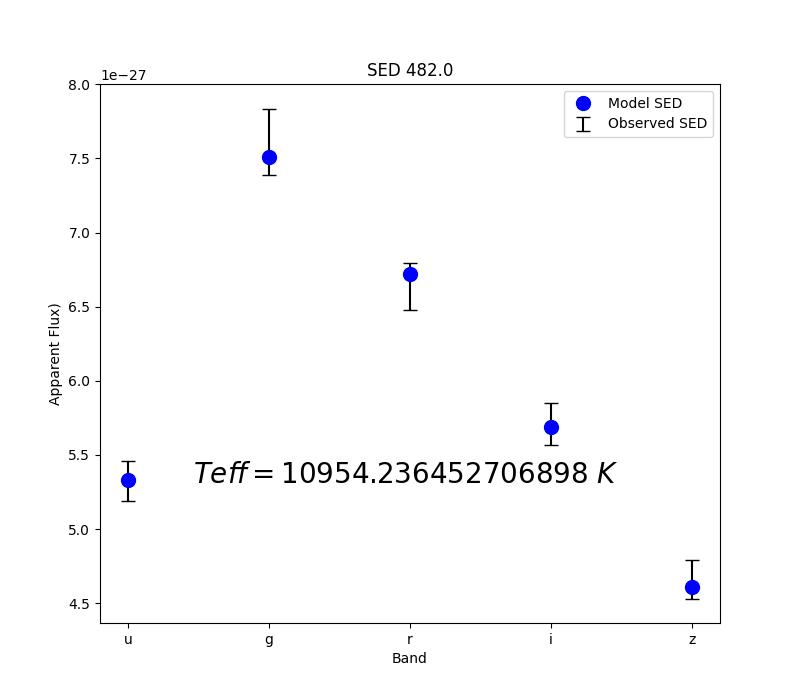 SED 482.0
1e−27
8.0
7.5
7.0
6.5
6.0
5.5
5.0
4.5
Apparent Flux)
Model SED
Observed SED
Teff = 10954.236452706898 K
u g r i z
Band